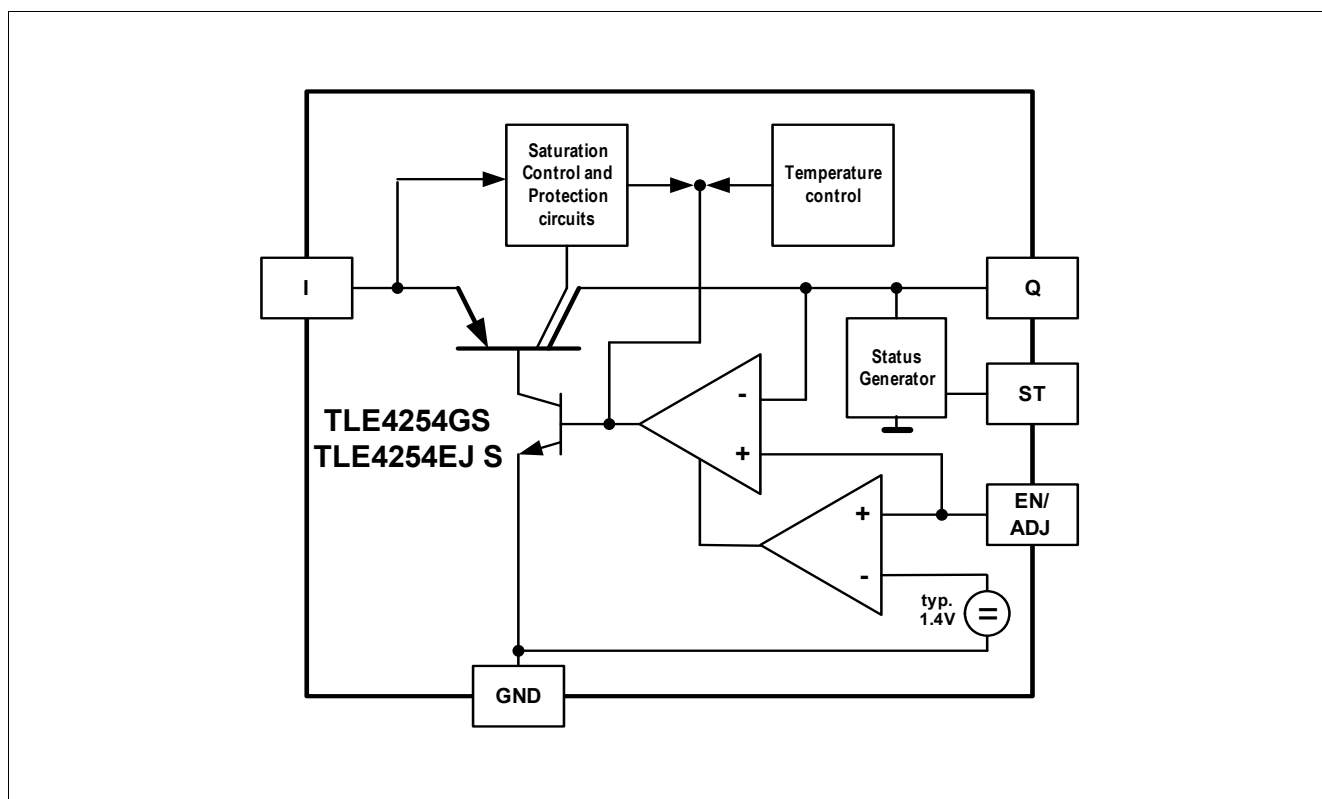 Saturation
Control and
Protection
circuits
Temperature
control
I
Q
Status
Generator
ST
TLE4254GS
TLE4254EJ S
-
+
EN/
ADJ
+
-
typ.
1.4V
=
GND